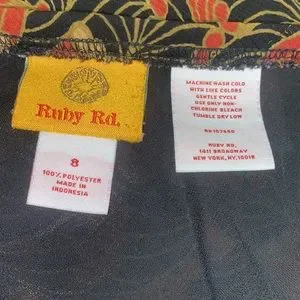 Ruby Rd.
8
100% POLYESTER
MADE IN
INDONESIA
MACHINE WASH COLD
WITH LIKE COLORS
GENTLE CYCLE
USE ONLY NON-
CHLORINE BLEACH
TUMBLE DRY LOW
RUBY RD.
1411 BROADWAY
NEW YORK, NY. 10018